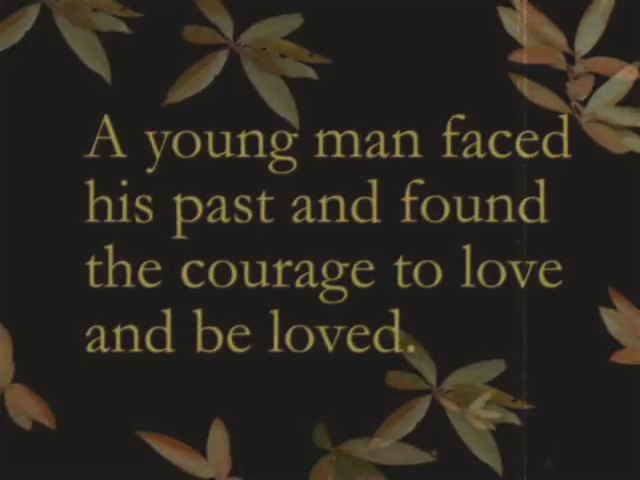 A young man faced
his past and found
the courage to love
and be loved.